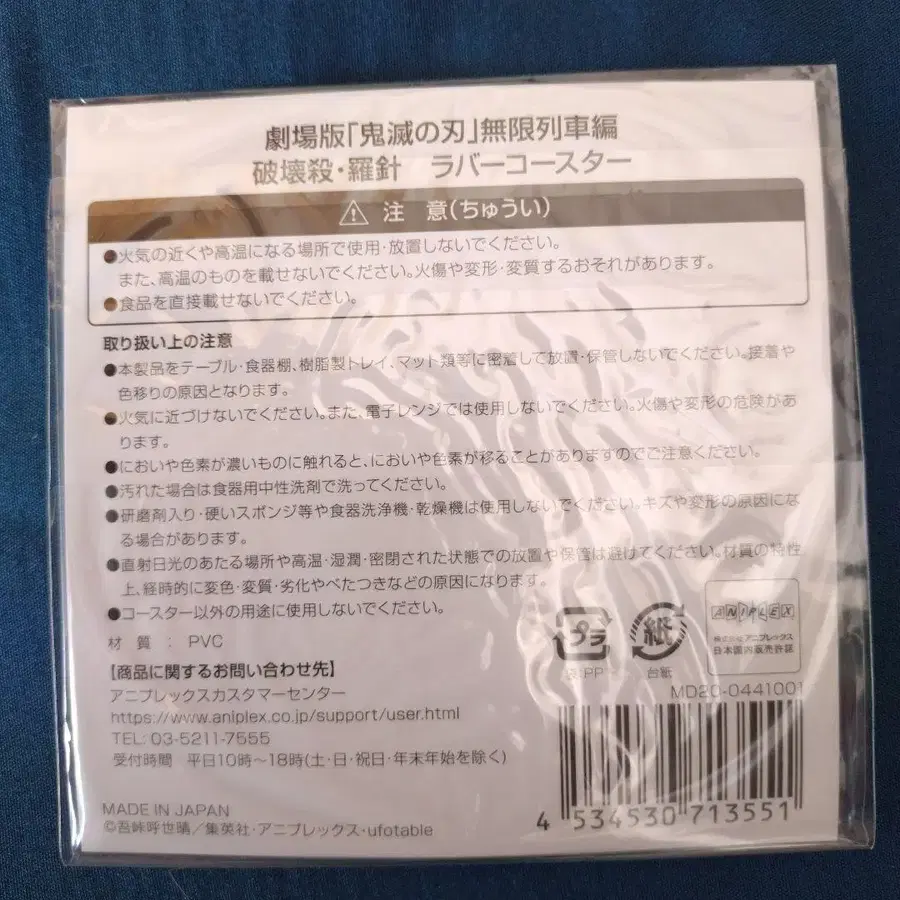 劇場版「鬼滅の刃」無限列車編
破壊殺・羅針　ラバーコースター
注　意(ちゅうい)
●火気の近くや高温になる場所で使用・放置しないでください。
また、高温のものを載せないでください。火傷や変形・変質するおそれがあります。
●食品を直接載せないでください。
取り扱い上の注意
●本製品をテーブル・食器棚、樹脂製トレイ、マット類等に密着して放置・保管しないでください。接着や
色移りの原因となります。
●火気に近づけないでください。また、電子レンジでは使用しないでください。火傷や変形の危険があ
ります。
●においや色素が濃いものに触れると、においや色素が移ることがありますのでご注意ください。
●汚れた場合は食器用中性洗剤で洗ってください。
●研磨剤入り・硬いスポンジ等や食器洗浄機・乾燥機は使用しないでください。キズや変形の原因にな
る場合があります。
●直射日光のあたる場所や高温・湿潤・密閉された状態での放置や保管は避けてください。材質の特性
上、経時的に変色・変質・劣化やべたつきなどの原因になります。
●コースター以外の用途に使用しないでください。
材　質　：　PVC
【商品に関するお問い合わせ先】
アニプレックスカスタマーセンター
https://www.aniplex.co.jp/support/user.html
TEL：03-5211-7555
受付時間　平日10時～18時(土・日・祝日・年末年始を除く)
プラ
袋:PP
紙
台紙
ANIPLEX
株式会社 アニプレックス
日本国内販売許諾
MD20-0441001
4 534530 713551
MADE IN JAPAN
©吾峠呼世晴／集英社・アニプレックス・ufotable